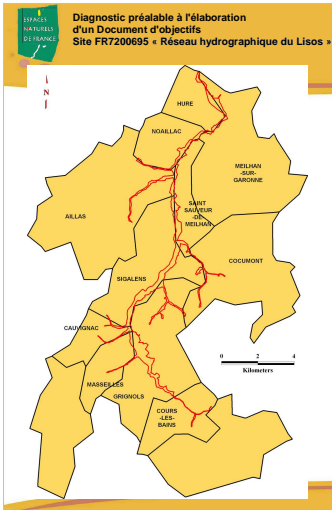 ESPACES
NATURELS
DE FRANCE
Diagnostic préalable à l'élaboration
d'un Document d'objectifs
Site FR7200695 « Réseau hydrographique du Lisos »
N
HURE
NOAILLAC
MEILHAN
-SUR-
GARONNE
SAINT
SAUVEUR
-DE-
MEILHAN
AILLAS
COCUMONT
SIGALENS
CAUVIGNAC
0 2 4
Kilometers
MASSEILLES
GRIGNOLS
COURS
-LES-
BAINS